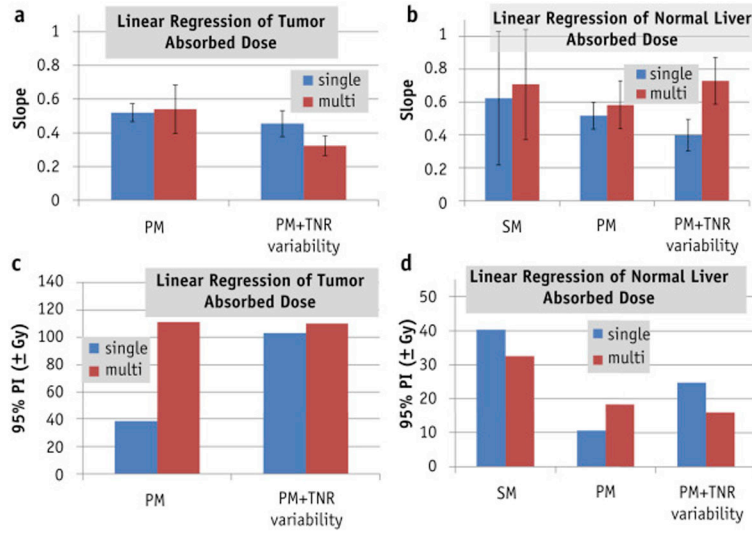 a
Linear Regression of Tumor
Absorbed Dose
1
0.8
0.6
0.4
0.2
0
Slope
single
multi
PM
PM+TNR
variability
b
Linear Regression of Normal Liver
Absorbed Dose
1
0.8
0.6
0.4
0.2
0
Slope
single
multi
SM
PM
PM+TNR
variability
c
Linear Regression of Tumor
Absorbed Dose
140
120
100
80
60
40
20
0
95% PI (± Gy)
single
multi
PM
PM+TNR
variability
d
Linear Regression of Normal Liver
Absorbed Dose
50
40
30
20
10
0
95% PI (± Gy)
single
multi
SM
PM
PM+TNR
variability